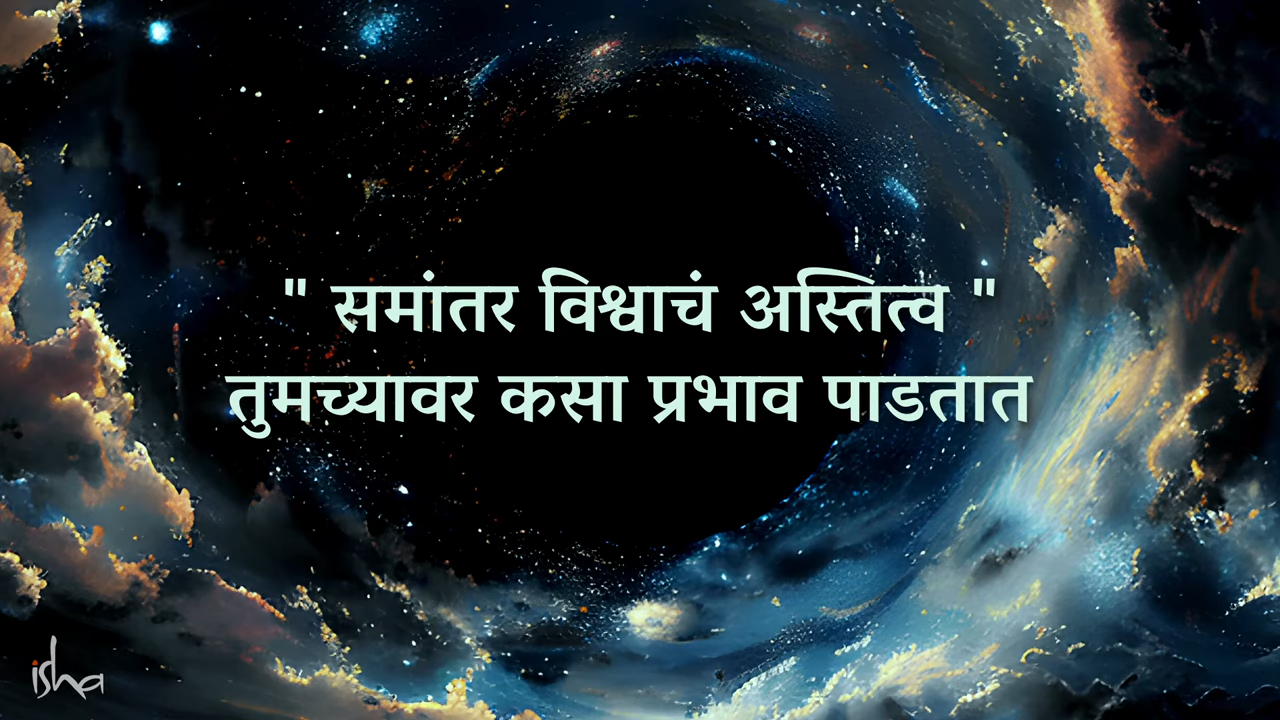 " समांतर विश्वाचं अस्तित्व "
तुमच्यावर कसा प्रभाव पाडतात
isha